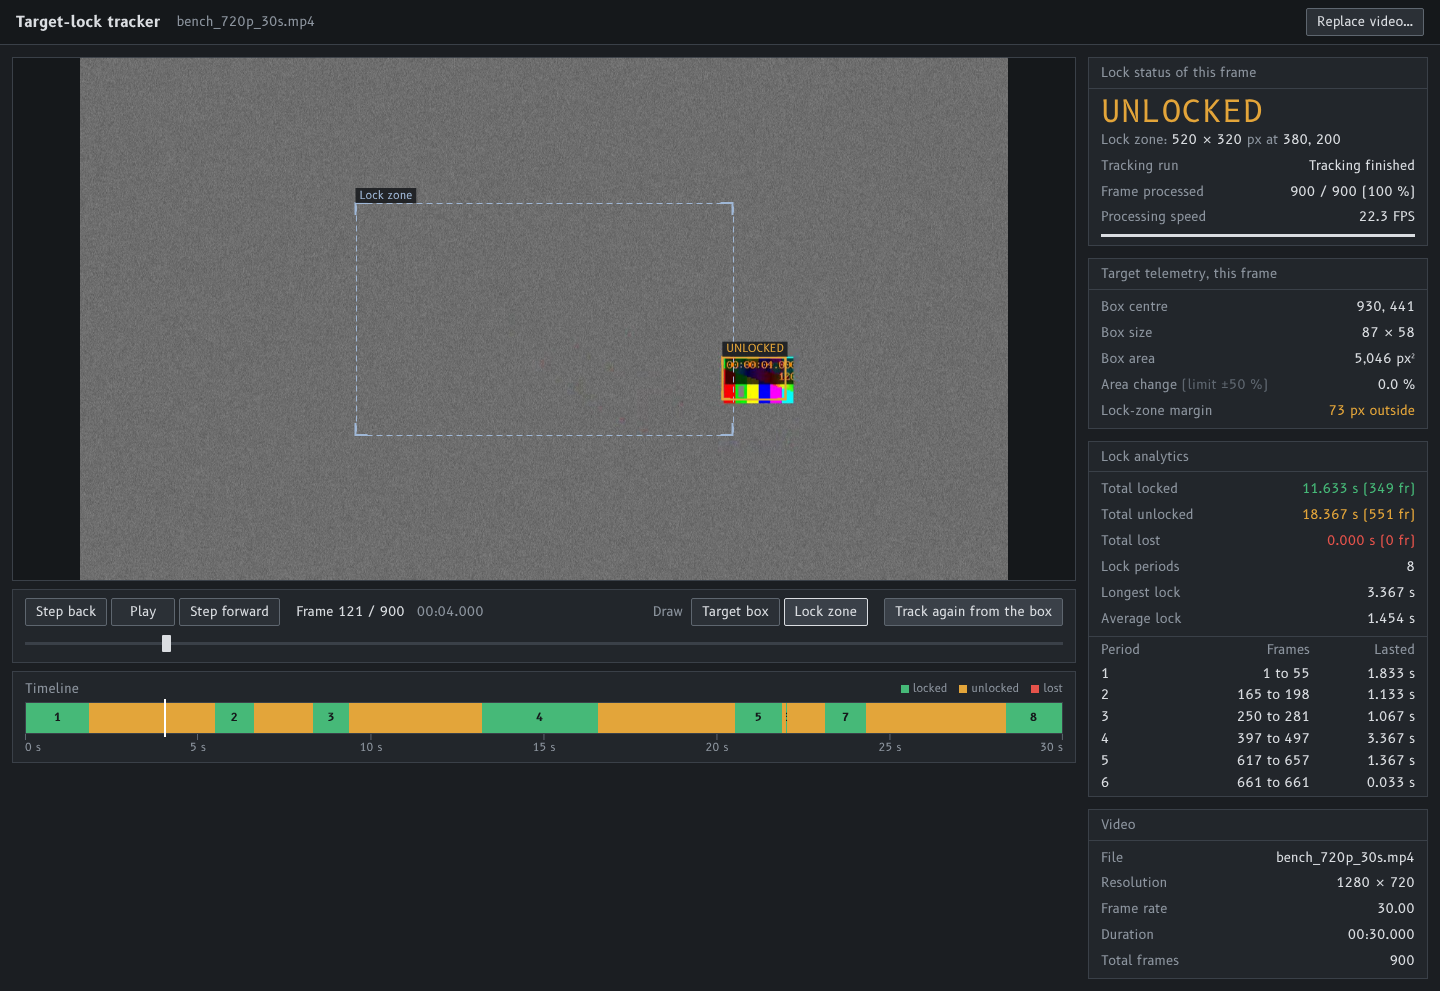 Target-lock tracker bench_720p_30s.mp4 Replace video...
Lock zone
UNLOCKED
00:00:04.000
Step back Play Step forward Frame 121 / 900 00:04.000 Draw Target box Lock zone Track again from the box
Timeline locked unlocked lost
1 2 3 4 5 7 8
0 s 5 s 10 s 15 s 20 s 25 s 30 s
Lock status of this frame
UNLOCKED
Lock zone: 520 × 320 px at 380, 200
Tracking run Tracking finished
Frame processed 900 / 900 (100 %)
Processing speed 22.3 FPS
Target telemetry, this frame
Box centre 930, 441
Box size 87 × 58
Box area 5,046 px²
Area change (limit ±50 %) 0.0 %
Lock-zone margin 73 px outside
Lock analytics
Total locked 11.633 s (349 fr)
Total unlocked 18.367 s (551 fr)
Total lost 0.000 s (0 fr)
Lock periods 8
Longest lock 3.367 s
Average lock 1.454 s
Period Frames Lasted
1 1 to 55 1.833 s
2 165 to 198 1.133 s
3 250 to 281 1.067 s
4 397 to 497 3.367 s
5 617 to 657 1.367 s
6 661 to 661 0.033 s
Video
File bench_720p_30s.mp4
Resolution 1280 × 720
Frame rate 30.00
Duration 00:30.000
Total frames 900